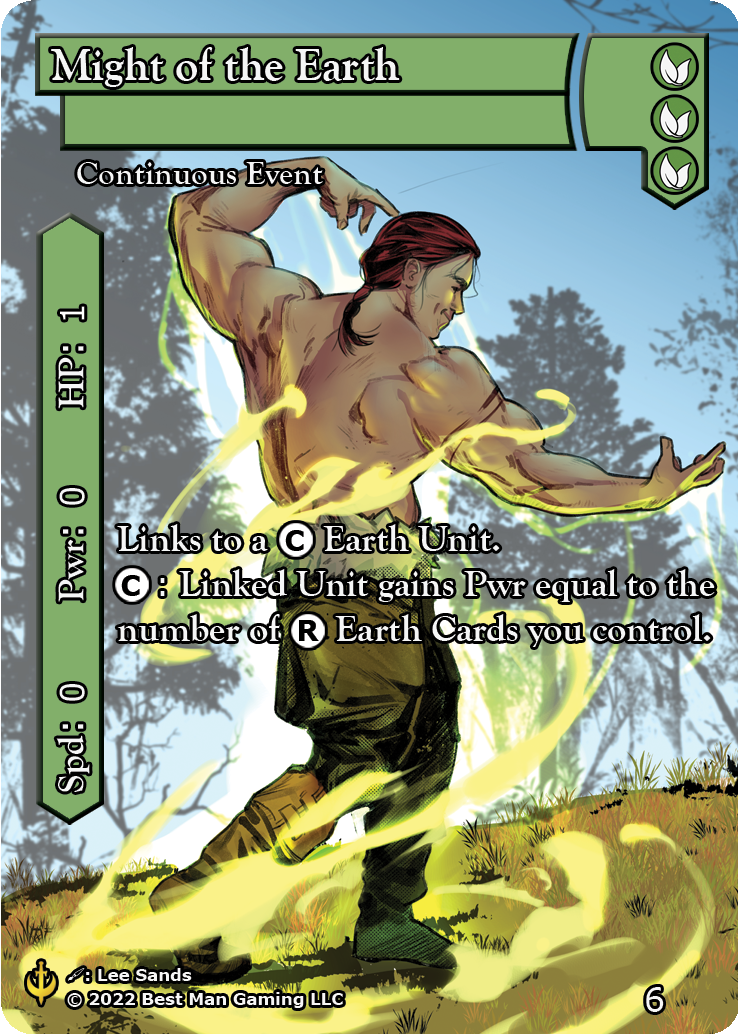 Might of the Earth
Continuous Event
HP: 1
Pwr: 0
Spd: 0
Links to a C Earth Unit.
C: Linked Unit gains Pwr equal to the
number of R Earth Cards you control.
: Lee Sands
© 2022 Best Man Gaming LLC
6